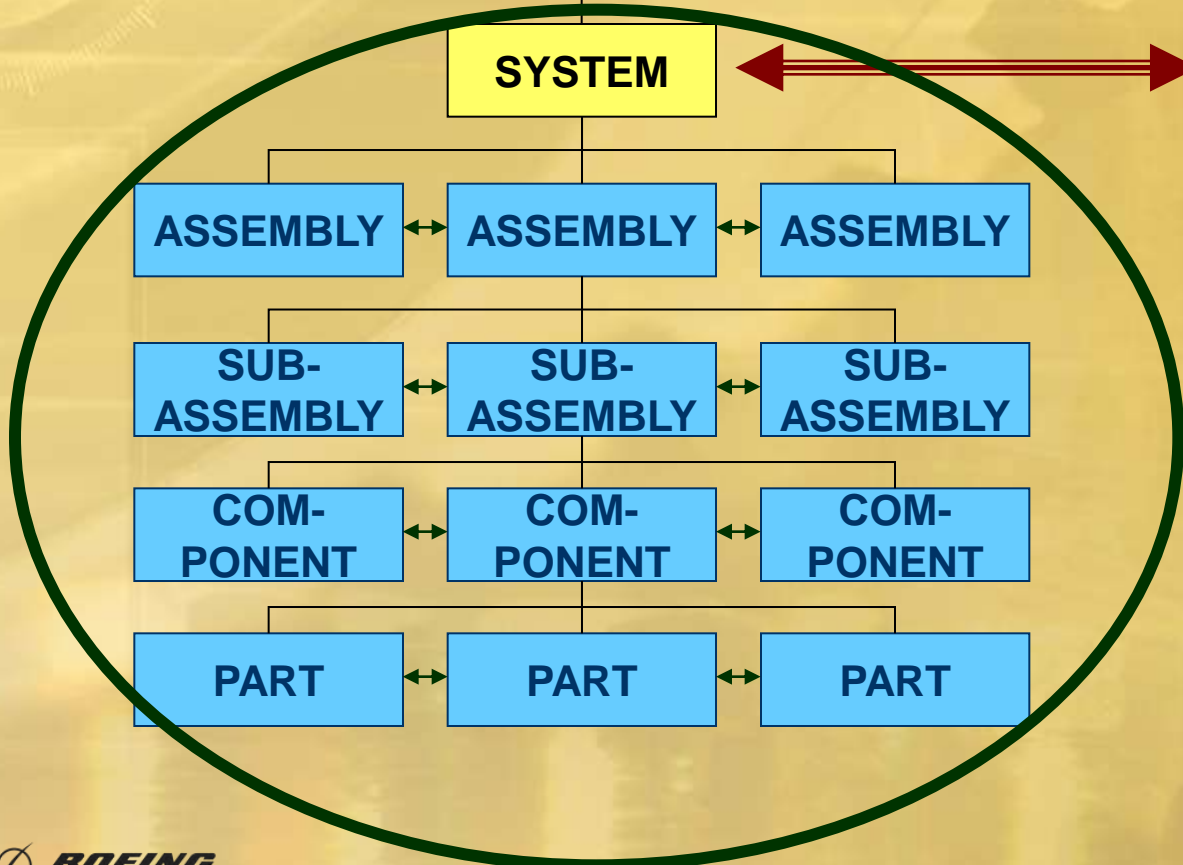 SYSTEM
ASSEMBLY ASSEMBLY ASSEMBLY
SUB- SUB- SUB-
ASSEMBLY ASSEMBLY ASSEMBLY
COM- COM- COM-
PONENT PONENT PONENT
PART PART PART
BOEING